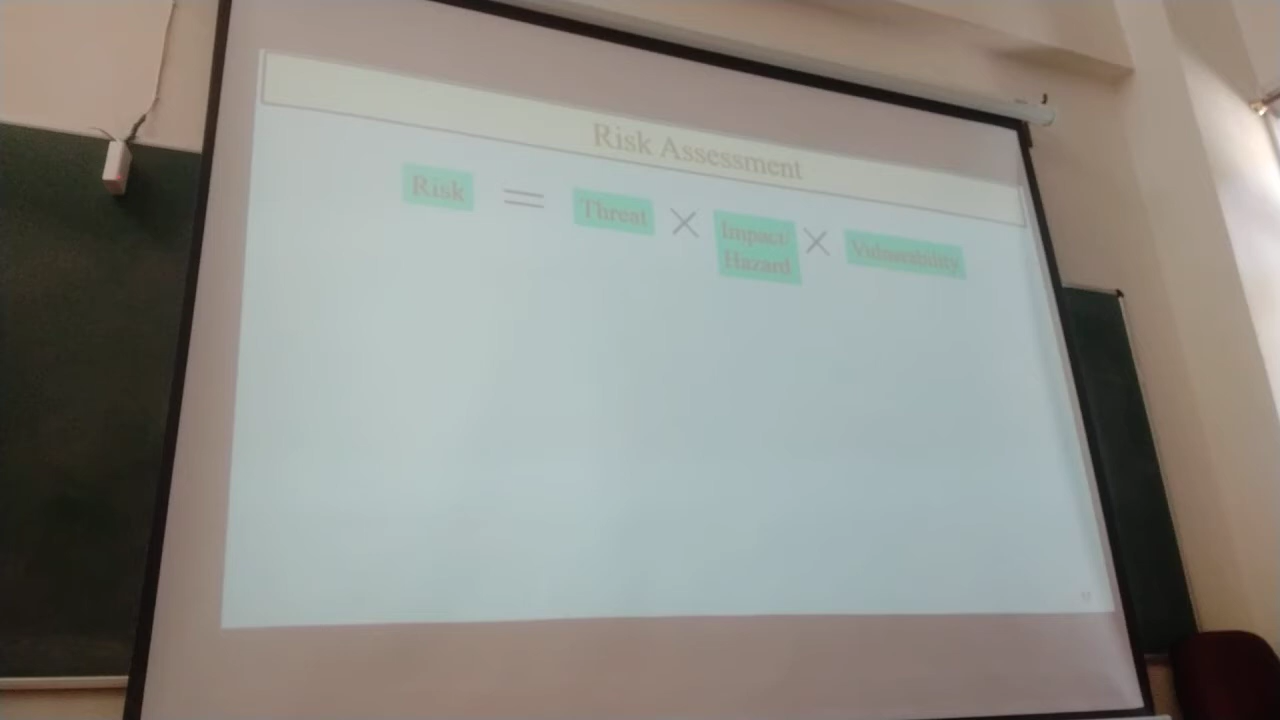 Risk Assessment
Risk = Threat × Impact/ × Vulnerability
Hazard